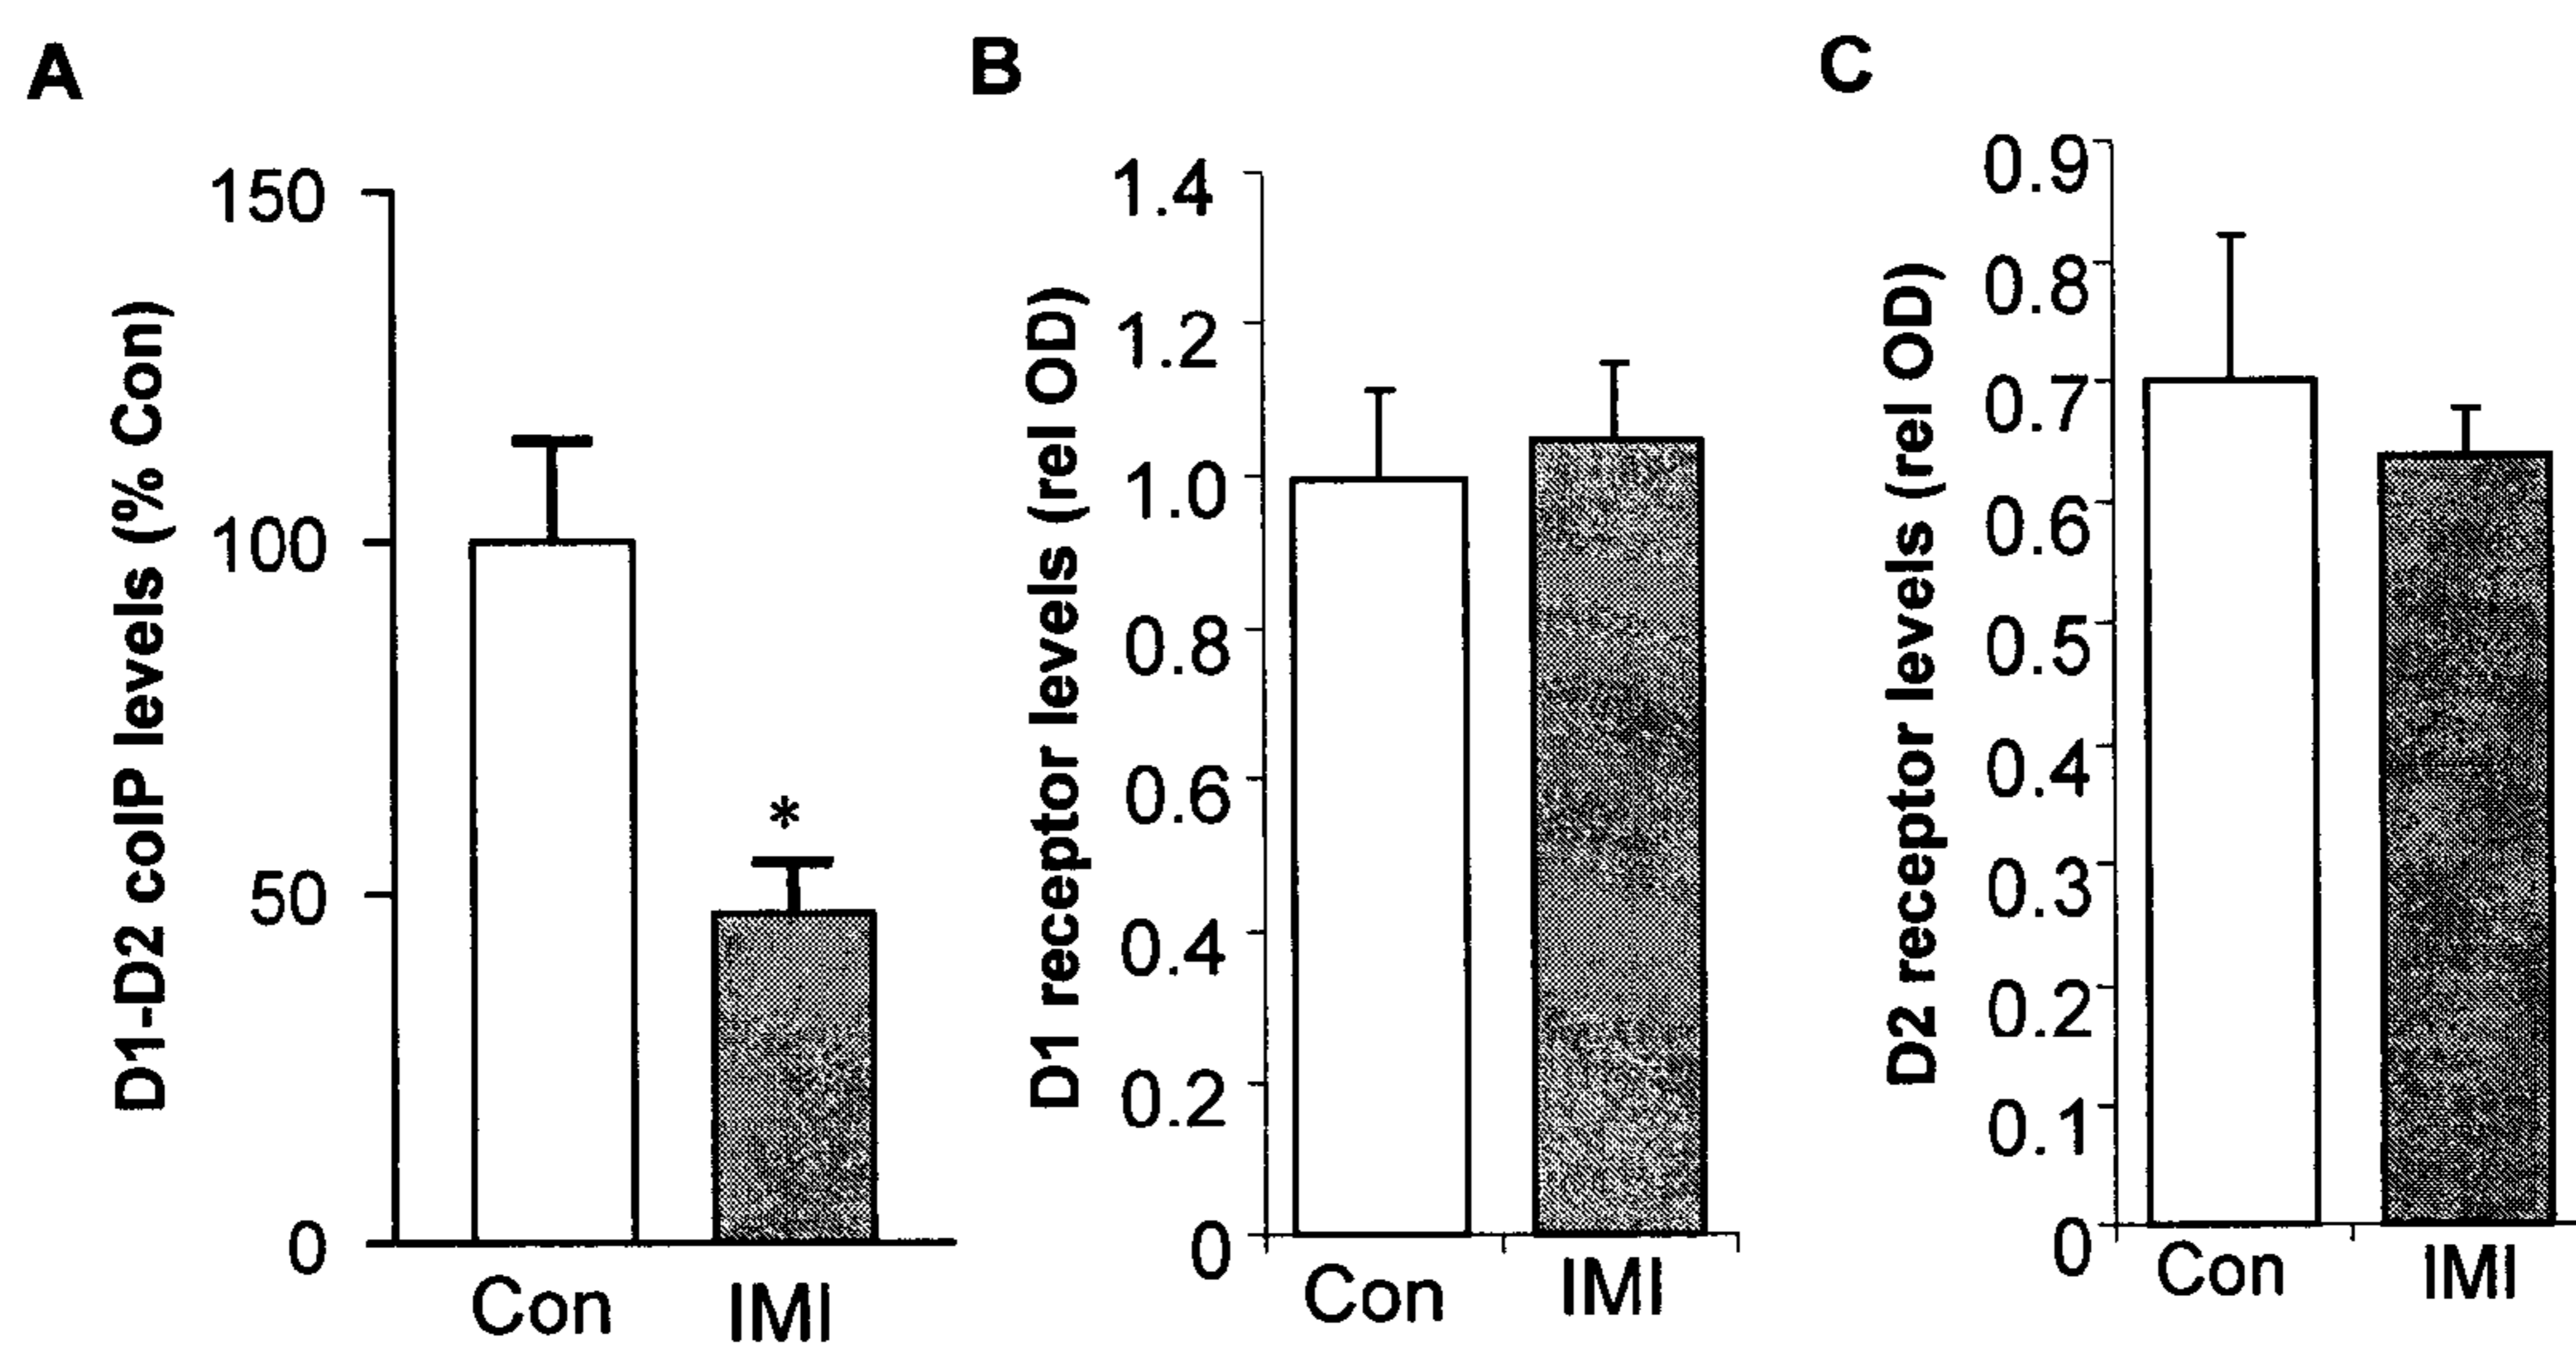 A
D1-D2 coIP levels (% Con)
150
100
50
0
*
Con IMI
B
D1 receptor levels (rel OD)
1.4
1.2
1.0
0.8
0.6
0.4
0.2
0
Con IMI
C
D2 receptor levels (rel OD)
0.9
0.8
0.7
0.6
0.5
0.4
0.3
0.2
0.1
0
Con IMI